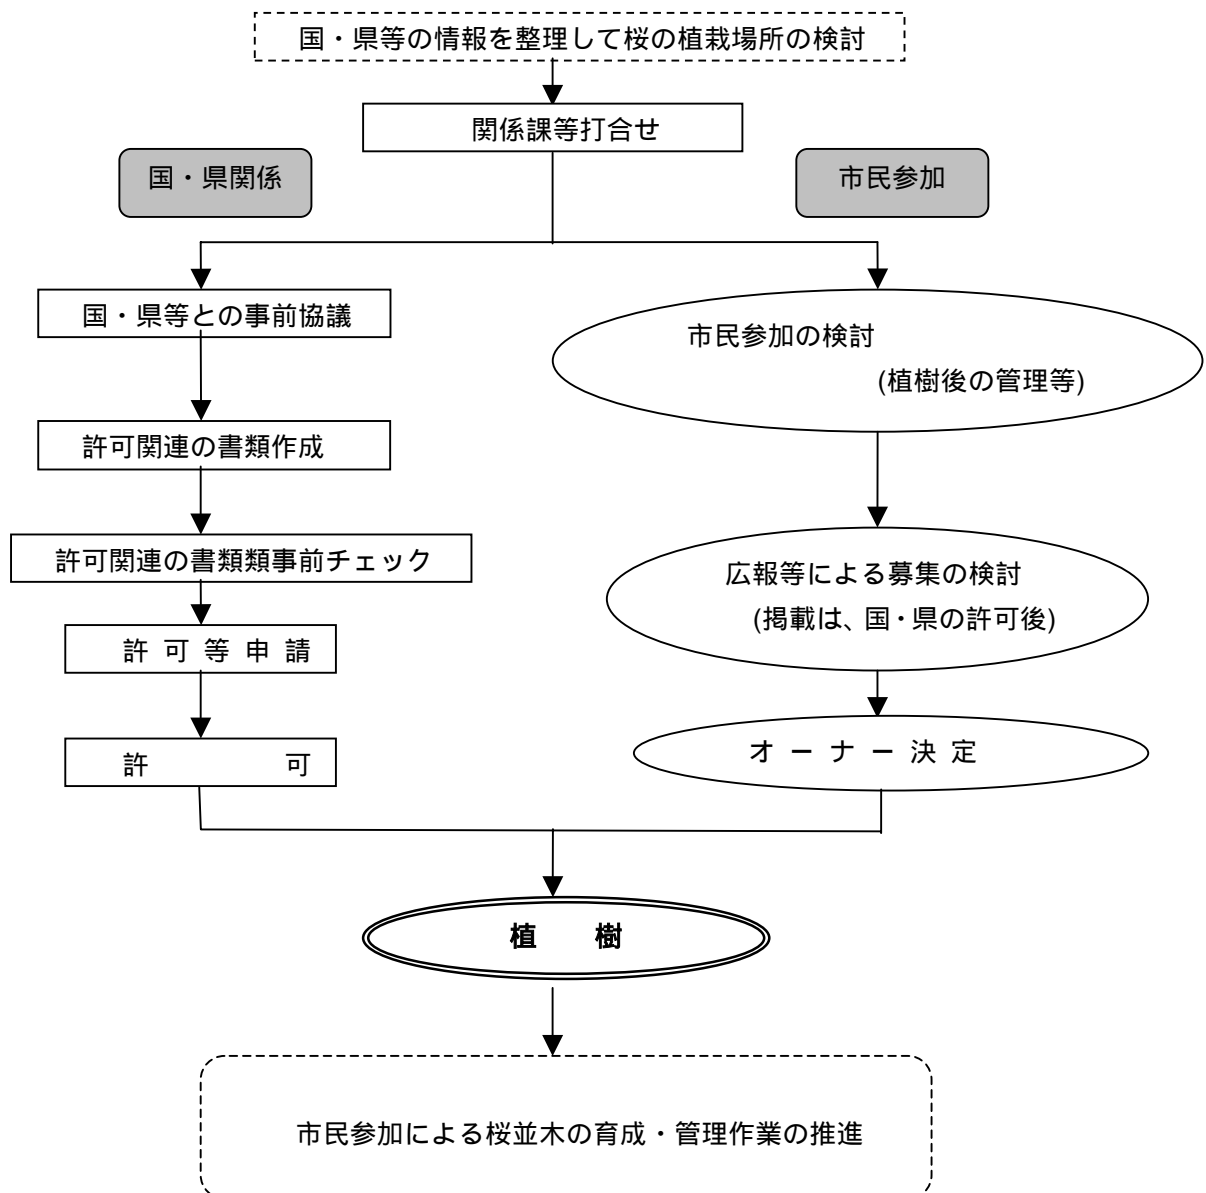 国・県等の情報を整理して桜の植栽場所の検討
関係課等打合せ
国・県関係
市民参加
国・県等との事前協議
市民参加の検討
(植樹後の管理等)
許可関連の書類作成
許可関連の書類類事前チェック
広報等による募集の検討
(掲載は、国・県の許可後)
許 可 等 申 請
許 可
オ ー ナ ー 決 定
植 樹
市民参加による桜並木の育成・管理作業の推進